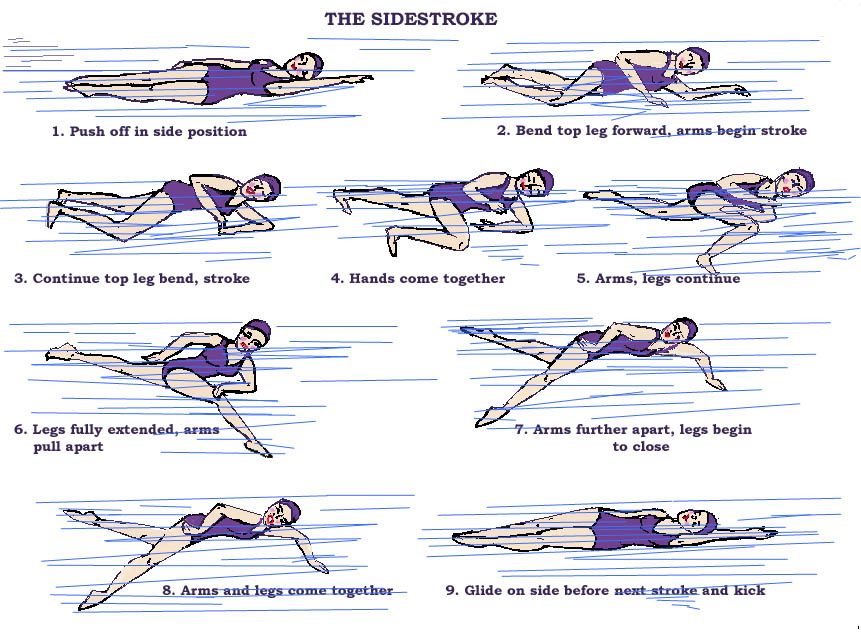 THE SIDESTROKE
1. Push off in side position
2. Bend top leg forward, arms begin stroke
3. Continue top leg bend, stroke
4. Hands come together
5. Arms, legs continue
6. Legs fully extended, arms
pull apart
7. Arms further apart, legs begin
to close
8. Arms and legs come together
9. Glide on side before next stroke and kick